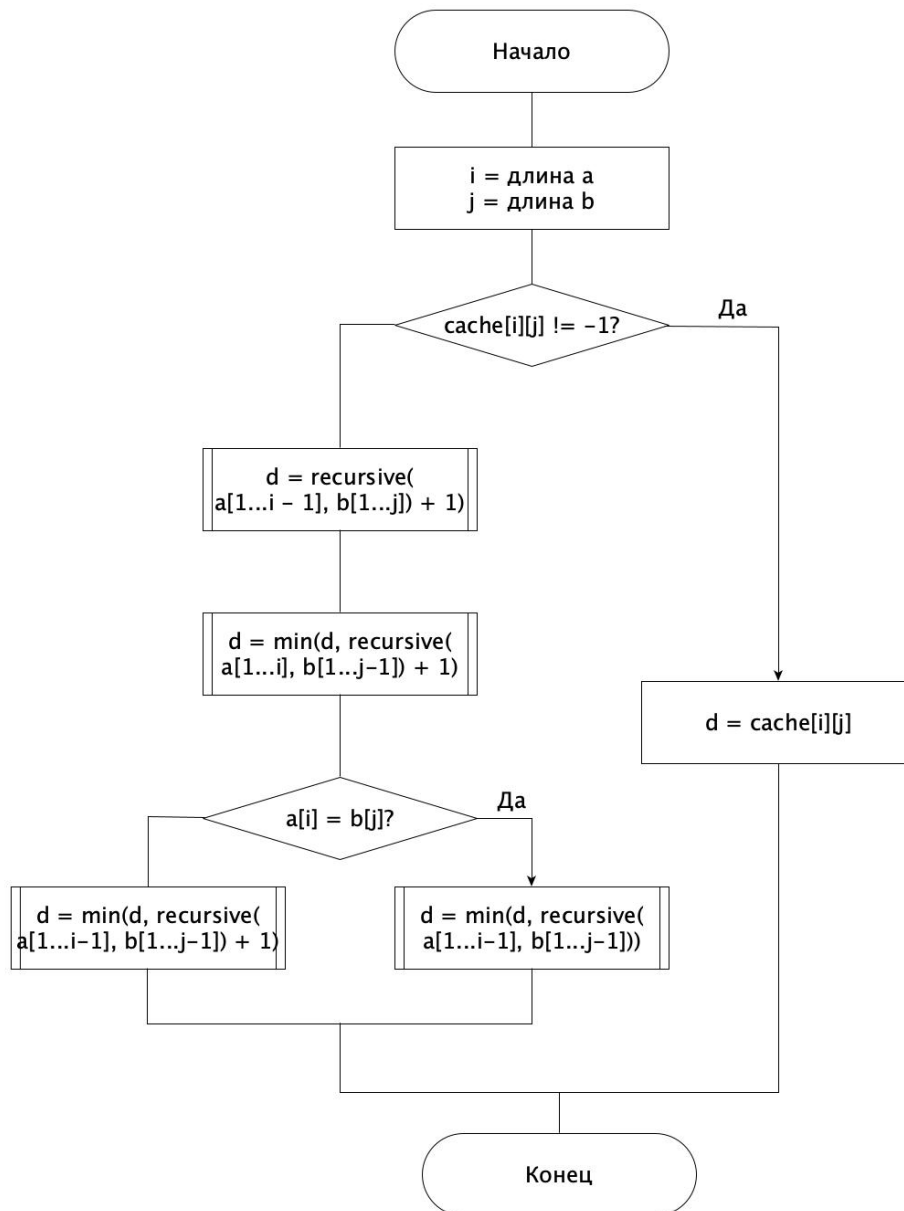 Начало
i = длина a
j = длина b
cache[i][j] != -1?
Да
d = recursive(
a[1...i - 1], b[1...j]) + 1)
d = min(d, recursive(
a[1...i], b[1...j-1]) + 1)
d = cache[i][j]
a[i] = b[j]?
Да
d = min(d, recursive(
a[1...i-1], b[1...j-1]) + 1)
d = min(d, recursive(
a[1...i-1], b[1...j-1]))
Конец